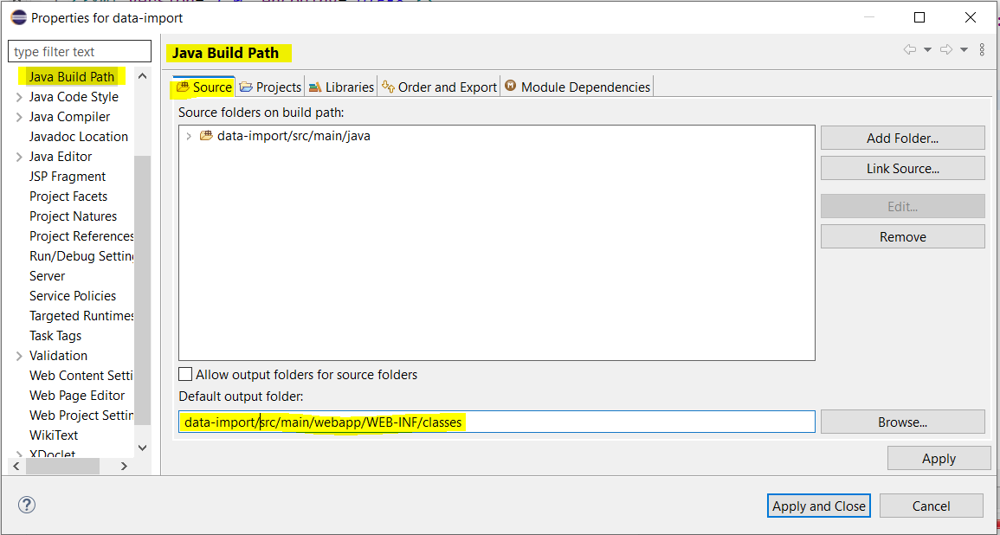 Properties for data-import
type filter text
Java Build Path
Java Code Style
Java Compiler
Javadoc Location
Java Editor
JSP Fragment
Project Facets
Project Natures
Project References
Run/Debug Settin
Server
Service Policies
Targeted Runtimes
Task Tags
Validation
Web Content Setti
Web Page Editor
Web Project Settin
WikiText
XDoclet
Java Build Path
Source Projects Libraries Order and Export Module Dependencies
Source folders on build path:
data-import/src/main/java
Add Folder...
Link Source...
Edit...
Remove
Allow output folders for source folders
Default output folder:
data-import/src/main/webapp/WEB-INF/classes
Browse...
Apply
Apply and Close
Cancel